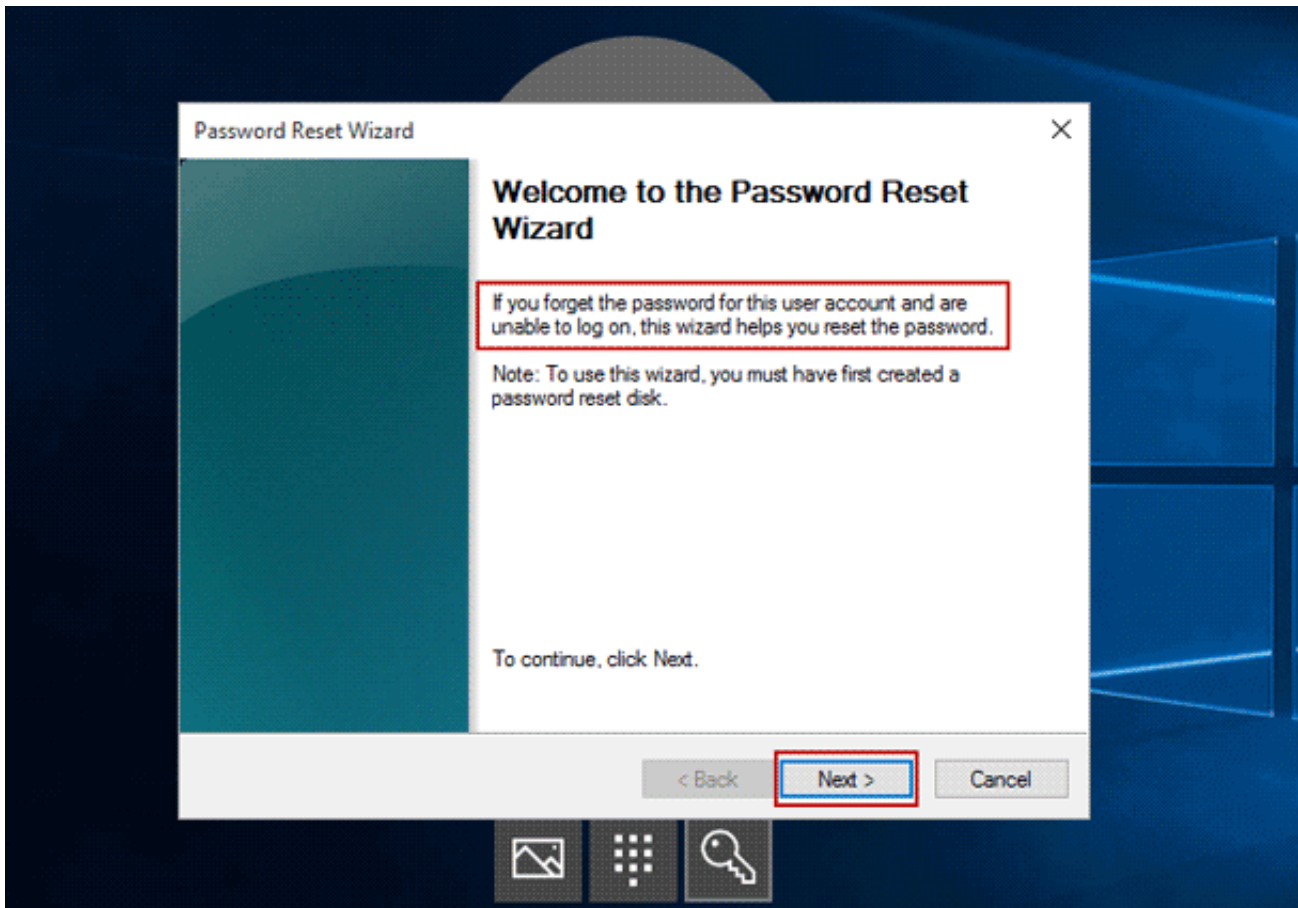 Password Reset Wizard
Welcome to the Password Reset
Wizard
If you forget the password for this user account and are
unable to log on, this wizard helps you reset the password.
Note: To use this wizard, you must have first created a
password reset disk.
To continue, click Next.
< Back
Next >
Cancel